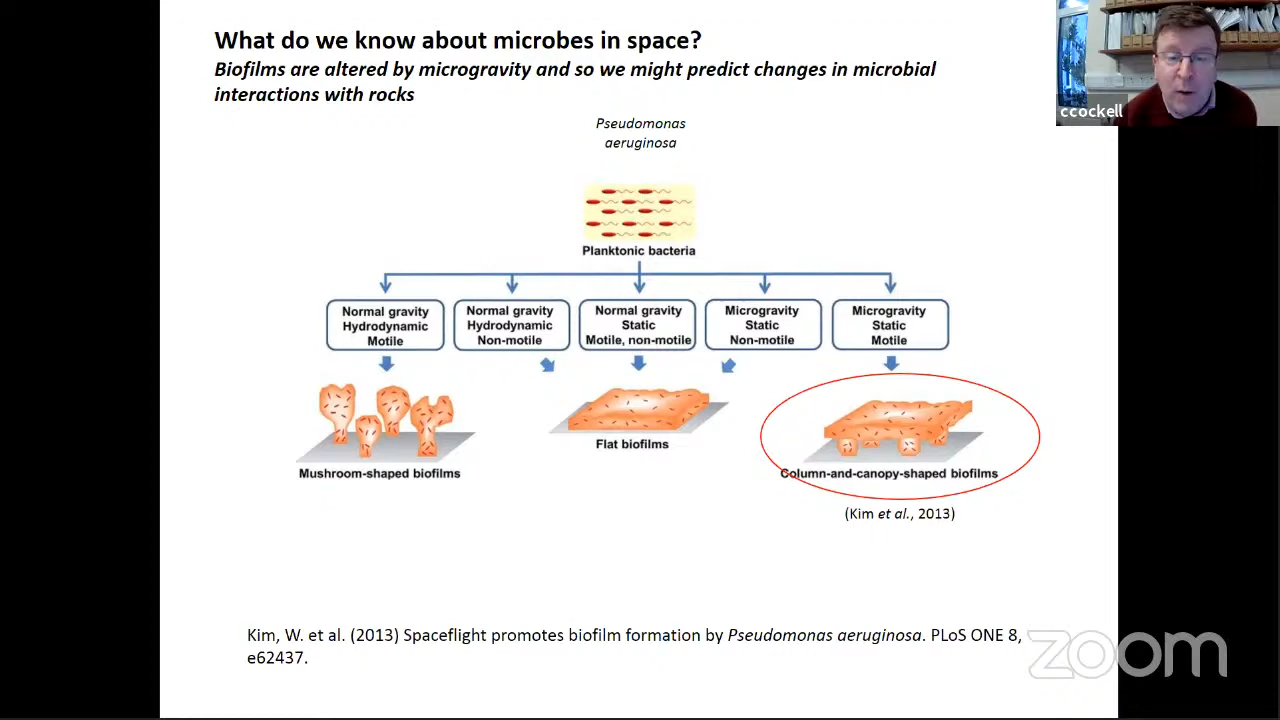 What do we know about microbes in space?
Biofilms are altered by microgravity and so we might predict changes in microbial
interactions with rocks
ccockell
Pseudomonas
aeruginosa
Planktonic bacteria
Normal gravity
Hydrodynamic
Motile
Normal gravity
Hydrodynamic
Non-motile
Normal gravity
Static
Motile, non-motile
Microgravity
Static
Non-motile
Microgravity
Static
Motile
Mushroom-shaped biofilms
Flat biofilms
Column-and-canopy-shaped biofilms
(Kim et al., 2013)
Kim, W. et al. (2013) Spaceflight promotes biofilm formation by Pseudomonas aeruginosa. PLoS ONE 8,
e62437.
zoom